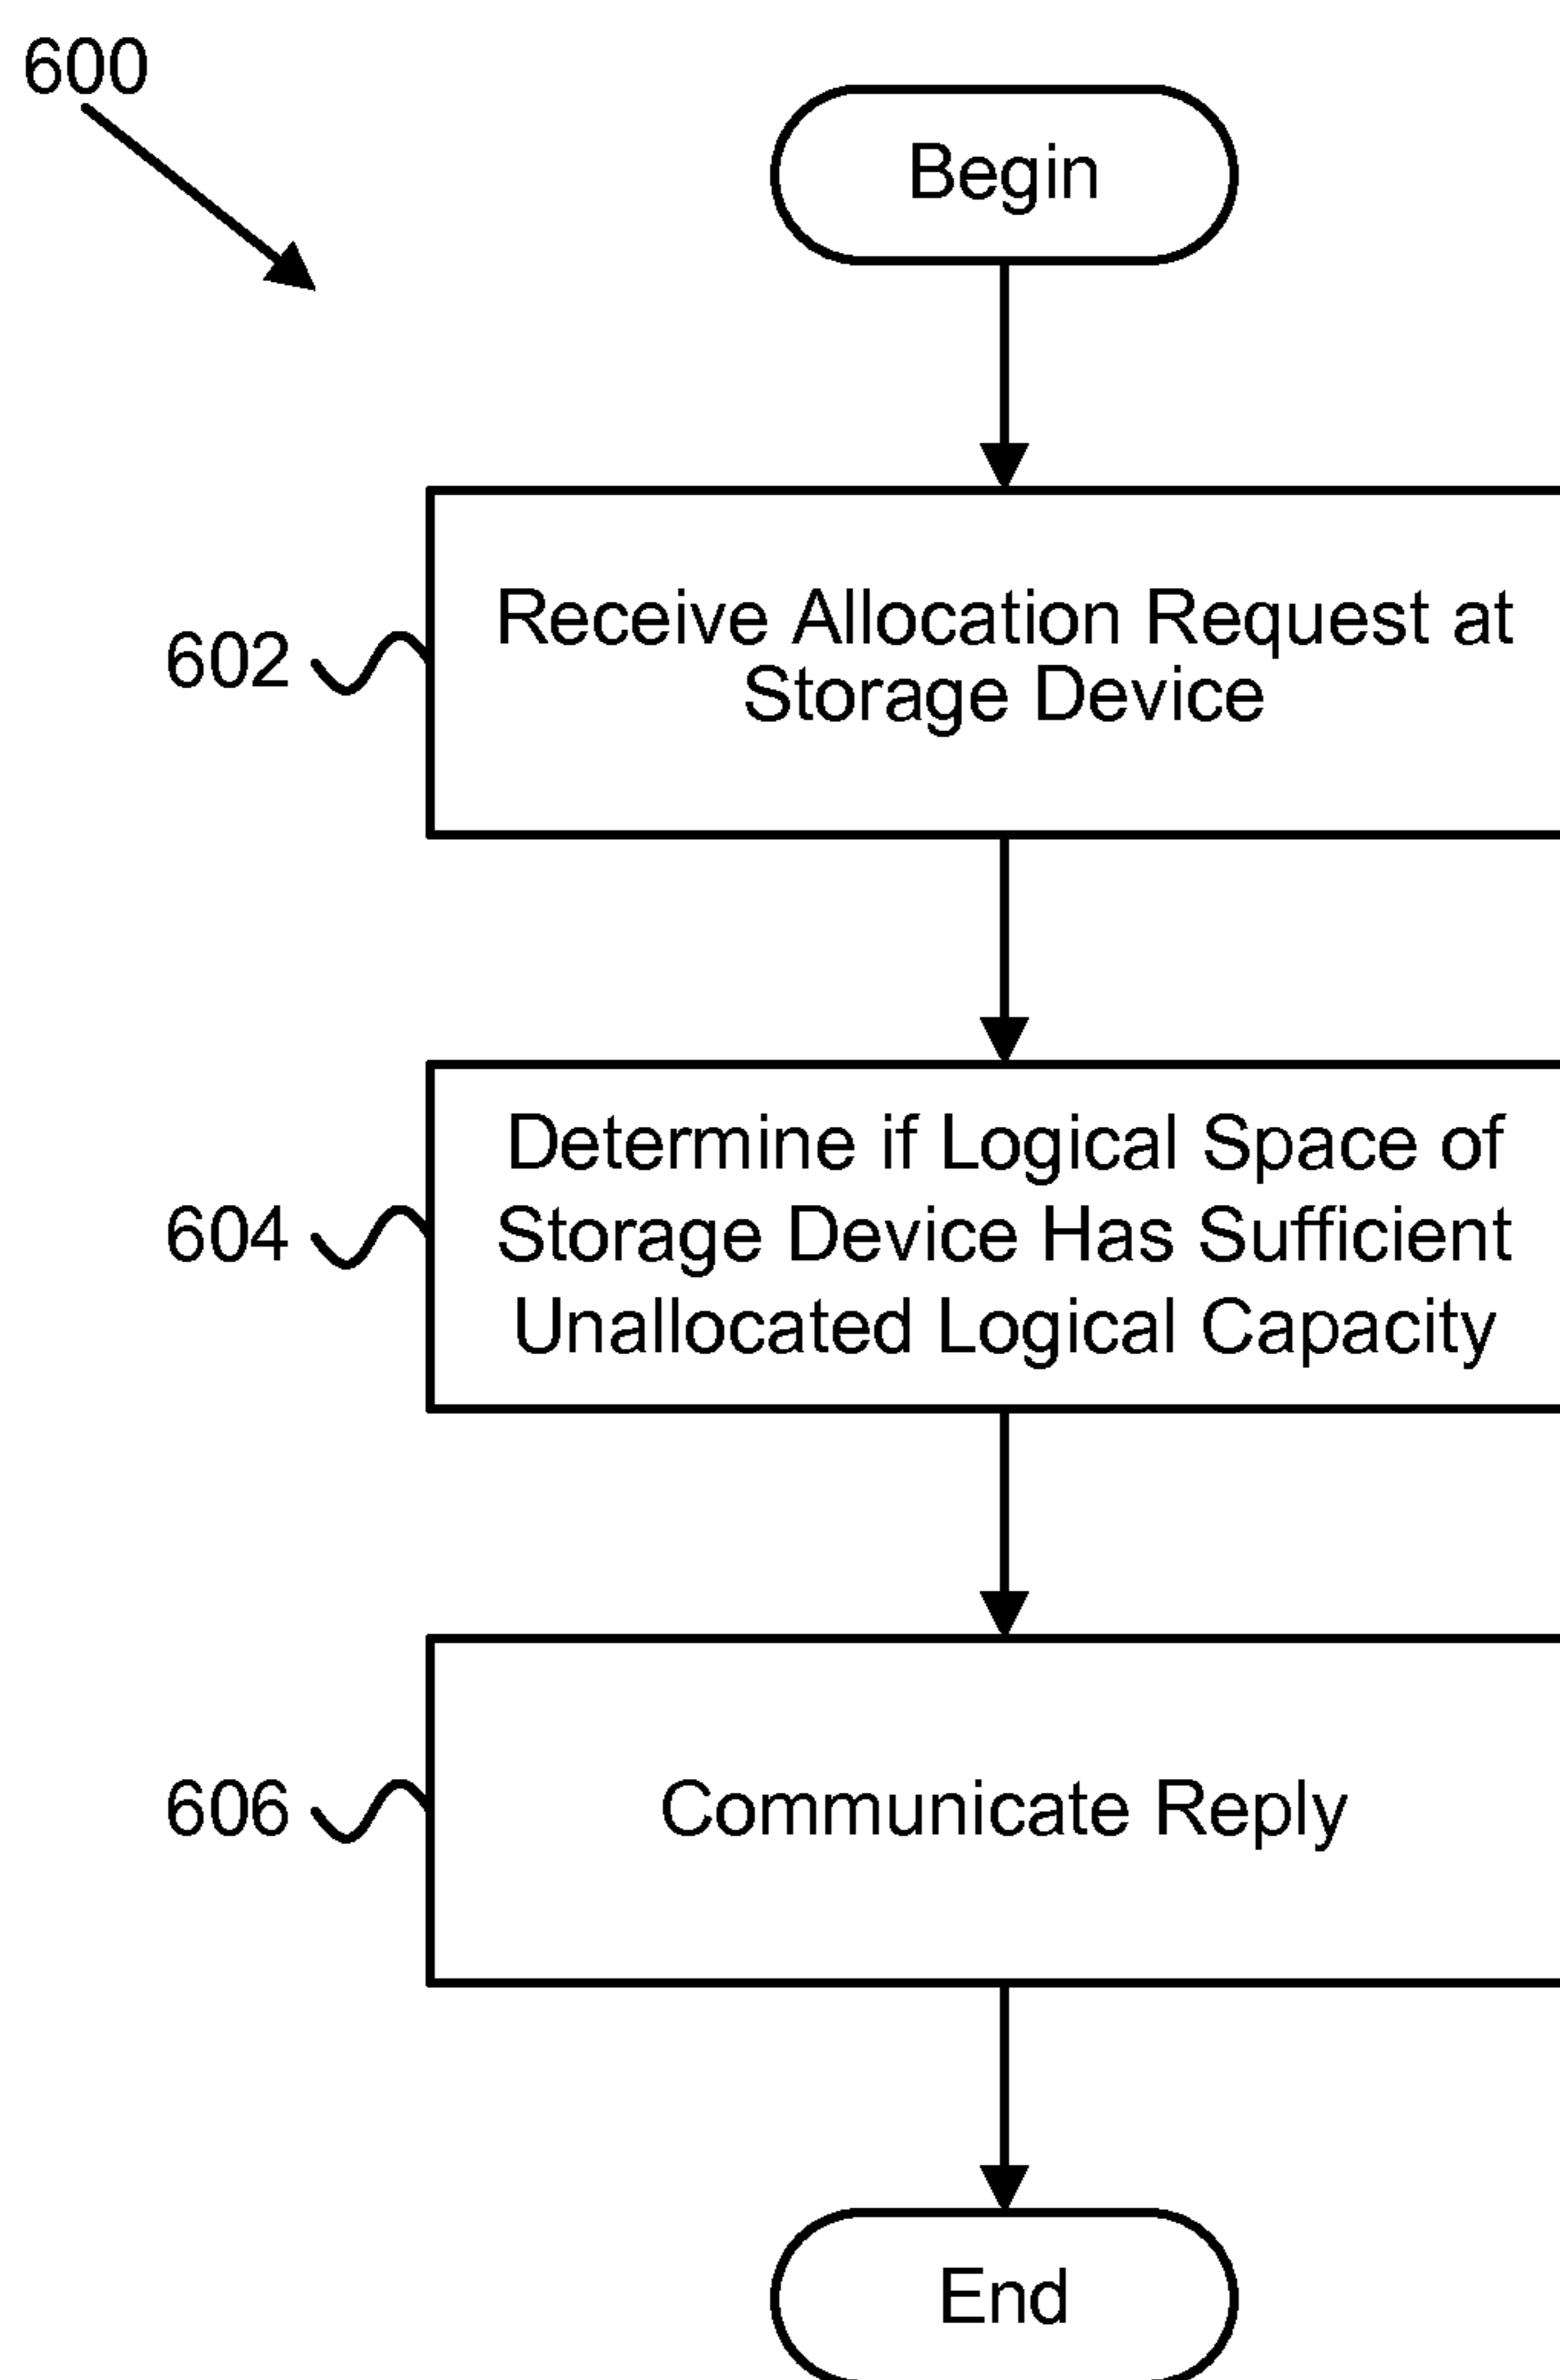 600
Begin
602
Receive Allocation Request at
Storage Device
604
Determine if Logical Space of
Storage Device Has Sufficient
Unallocated Logical Capacity
606
Communicate Reply
End